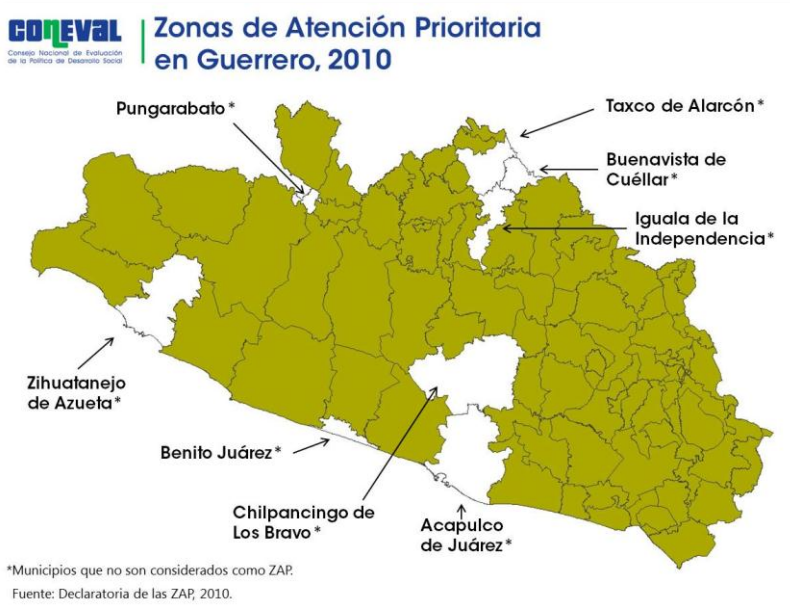 CONEVAL
Consejo Nacional de Evaluación
de la Política de Desarrollo Social
Zonas de Atención Prioritaria
en Guerrero, 2010
Pungarabato*
Taxco de Alarcón*
Buenavista de
Cuéllar*
Iguala de la
Independencia*
Zihuatanejo
de Azueta*
Benito Juárez*
Chilpancingo de
Los Bravo*
Acapulco
de Juárez*
*Municipios que no son considerados como ZAP.
Fuente: Declaratoria de las ZAP, 2010.